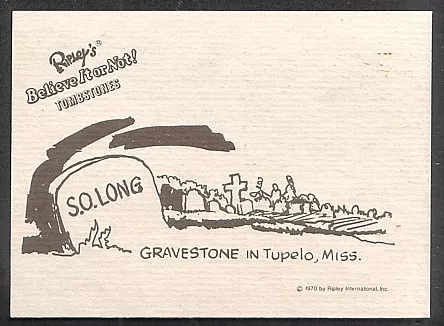 Ripley's®
Believe It or Not!
TOMBSTONES
S.O. LONG
GRAVESTONE IN TUPELO, MISS.
© 1970 by Ripley International, Inc